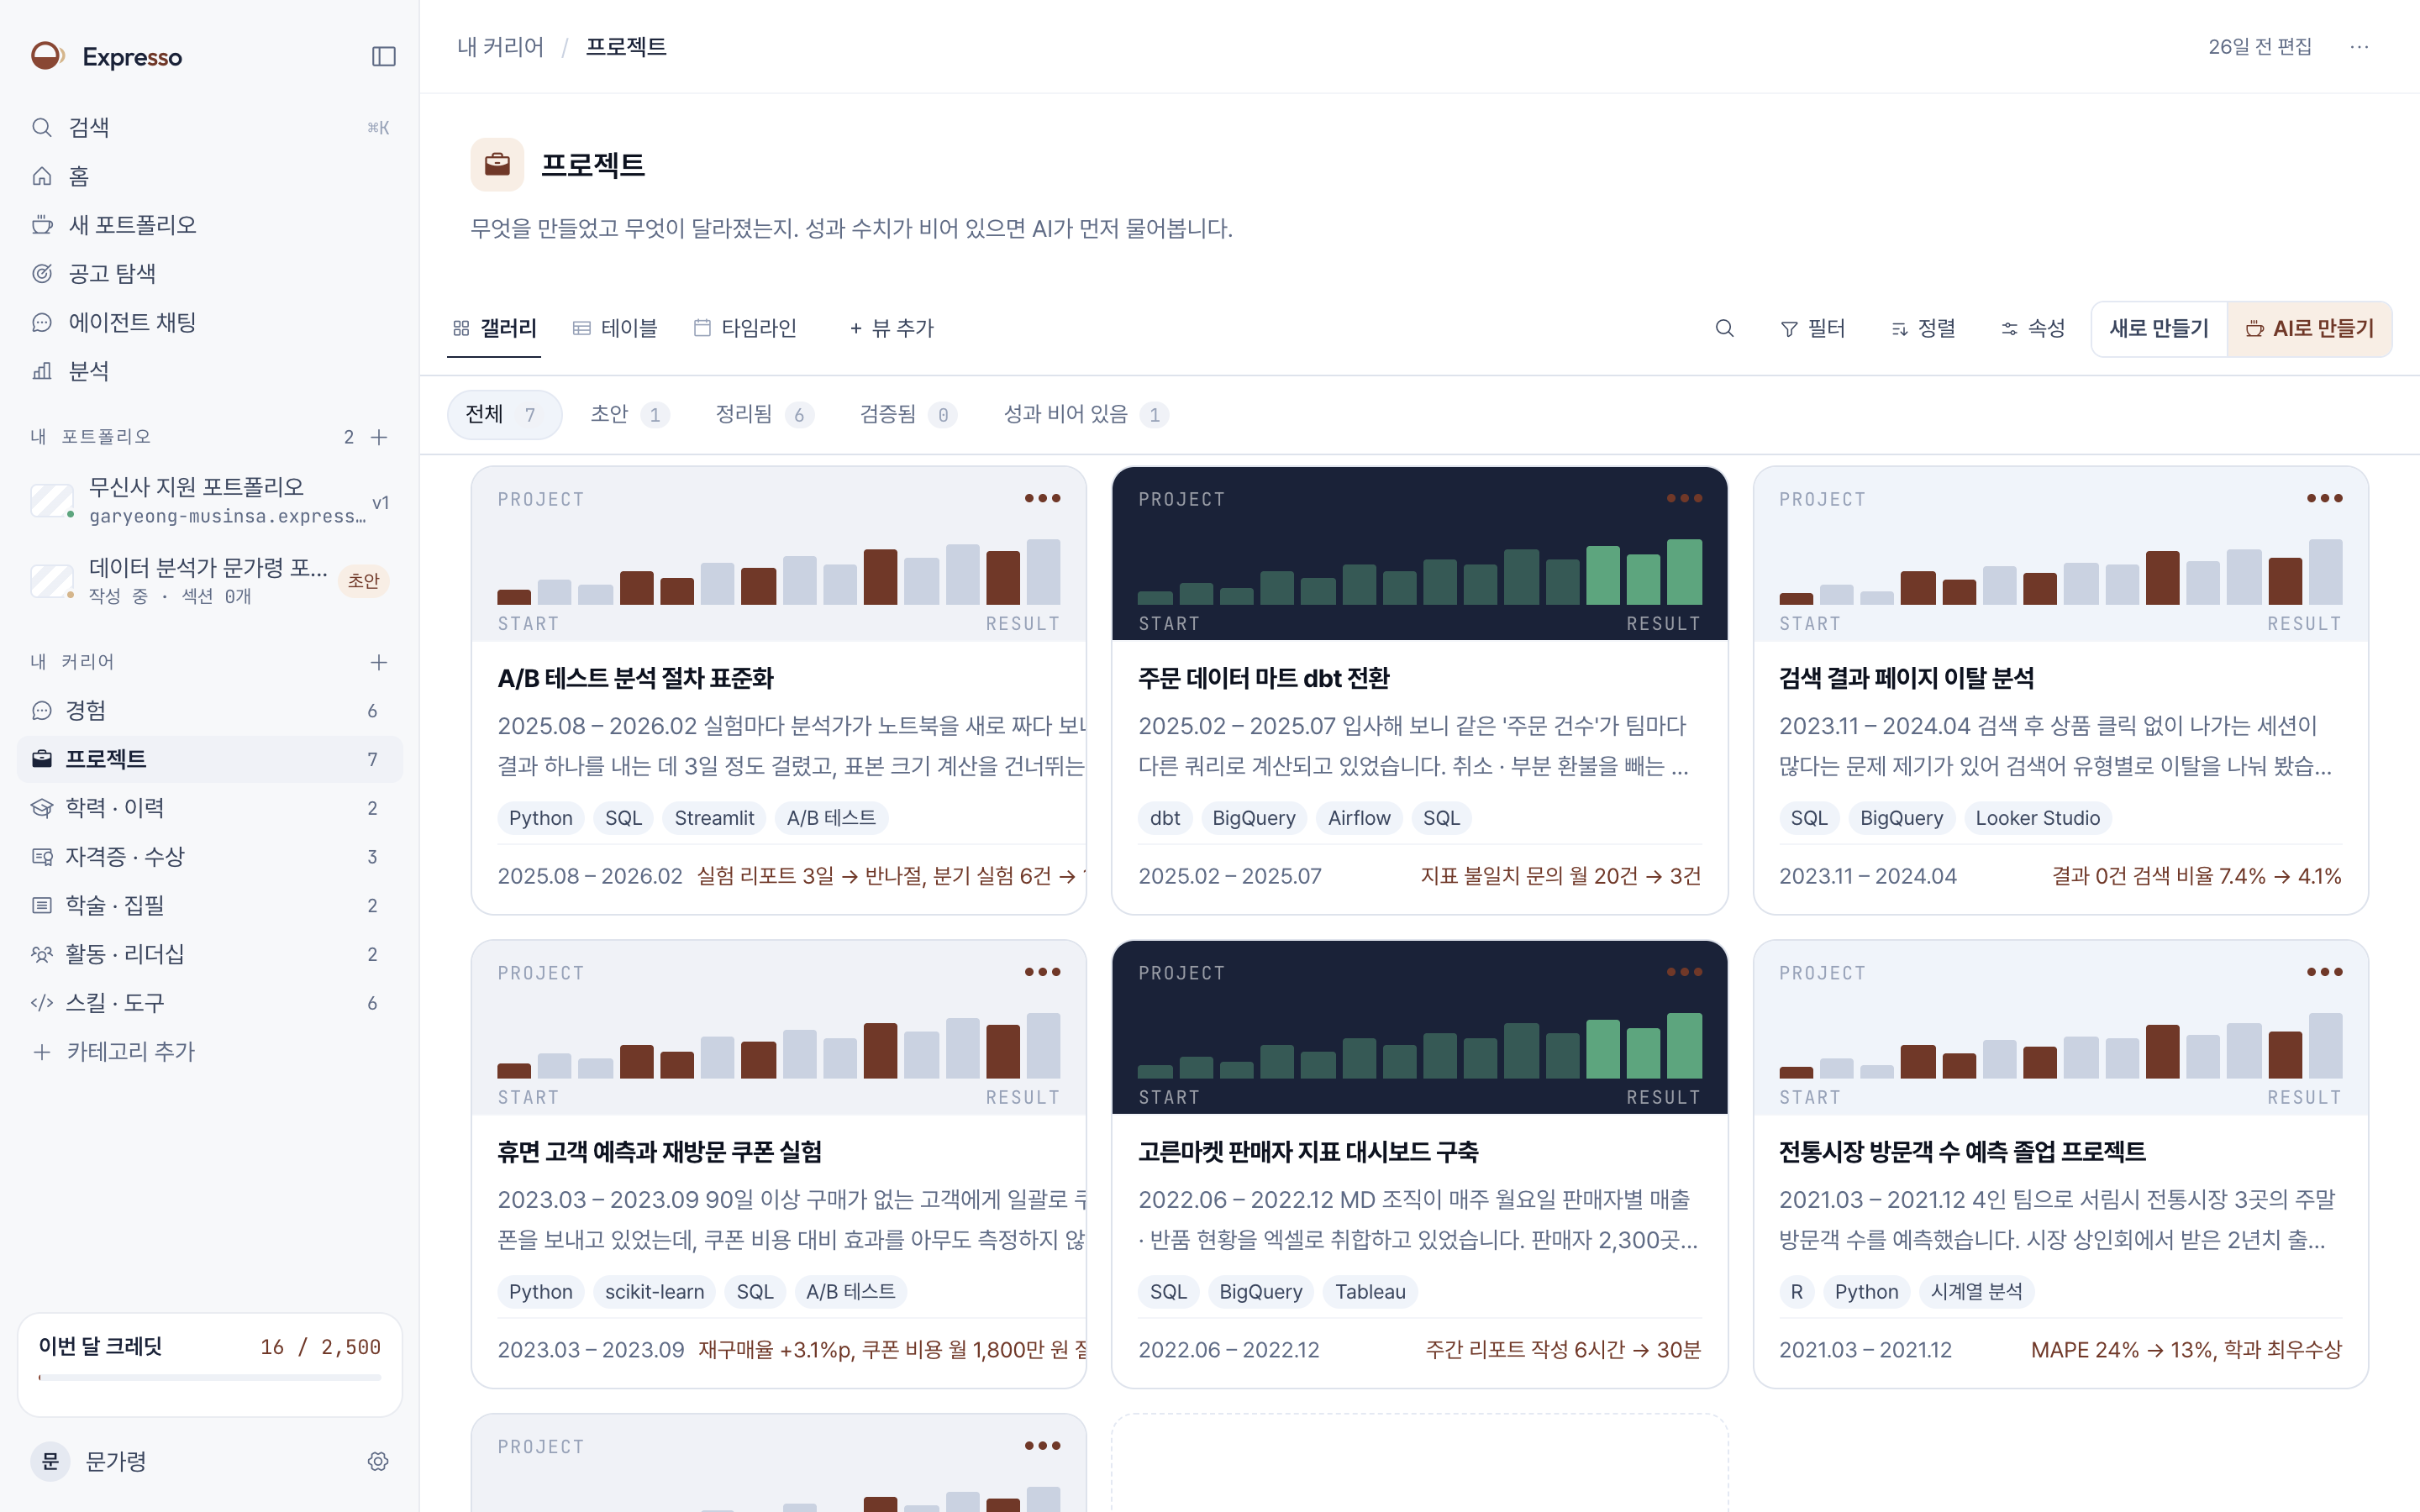 Expresso
검색 ⌘K
홈
새 포트폴리오
공고 탐색
에이전트 채팅
분석
내 포트폴리오 2
무신사 지원 포트폴리오
garyeong-musinsa.express… v1
데이터 분석가 문가령 포… 초안
작성 중 · 섹션 0개
내 커리어
경험 6
프로젝트 7
학력 · 이력 2
자격증 · 수상 3
학술 · 집필 2
활동 · 리더십 2
스킬 · 도구 6
카테고리 추가
이번 달 크레딧 16 / 2,500
문 문가령
내 커리어 / 프로젝트 26일 전 편집 ···
프로젝트
무엇을 만들었고 무엇이 달라졌는지. 성과 수치가 비어 있으면 AI가 먼저 물어봅니다.
갤러리 테이블 타임라인 + 뷰 추가 필터 정렬 속성 새로 만들기 AI로 만들기
전체 7 초안 1 정리됨 6 검증됨 0 성과 비어 있음 1
PROJECT
START RESULT
A/B 테스트 분석 절차 표준화
2025.08 – 2026.02 실험마다 분석가가 노트북을 새로 짜다 보니
결과 하나를 내는 데 3일 정도 걸렸고, 표본 크기 계산을 건너뛰는
Python SQL Streamlit A/B 테스트
2025.08 – 2026.02 실험 리포트 3일 → 반나절, 분기 실험 6건 →
PROJECT
START RESULT
주문 데이터 마트 dbt 전환
2025.02 – 2025.07 입사해 보니 같은 '주문 건수'가 팀마다
다른 쿼리로 계산되고 있었습니다. 취소 · 부분 환불을 빼는 ...
dbt BigQuery Airflow SQL
2025.02 – 2025.07 지표 불일치 문의 월 20건 → 3건
PROJECT
START RESULT
검색 결과 페이지 이탈 분석
2023.11 – 2024.04 검색 후 상품 클릭 없이 나가는 세션이
많다는 문제 제기가 있어 검색어 유형별로 이탈을 나눠 봤습...
SQL BigQuery Looker Studio
2023.11 – 2024.04 결과 0건 검색 비율 7.4% → 4.1%
PROJECT
START RESULT
휴면 고객 예측과 재방문 쿠폰 실험
2023.03 – 2023.09 90일 이상 구매가 없는 고객에게 일괄로 쿠
폰을 보내고 있었는데, 쿠폰 비용 대비 효과를 아무도 측정하지 않
Python scikit-learn SQL A/B 테스트
2023.03 – 2023.09 재구매율 +3.1%p, 쿠폰 비용 월 1,800만 원 절
PROJECT
START RESULT
고른마켓 판매자 지표 대시보드 구축
2022.06 – 2022.12 MD 조직이 매주 월요일 판매자별 매출
· 반품 현황을 엑셀로 취합하고 있었습니다. 판매자 2,300곳...
SQL BigQuery Tableau
2022.06 – 2022.12 주간 리포트 작성 6시간 → 30분
PROJECT
START RESULT
전통시장 방문객 수 예측 졸업 프로젝트
2021.03 – 2021.12 4인 팀으로 서림시 전통시장 3곳의 주말
방문객 수를 예측했습니다. 시장 상인회에서 받은 2년치 출...
R Python 시계열 분석
2021.03 – 2021.12 MAPE 24% → 13%, 학과 최우수상
PROJECT